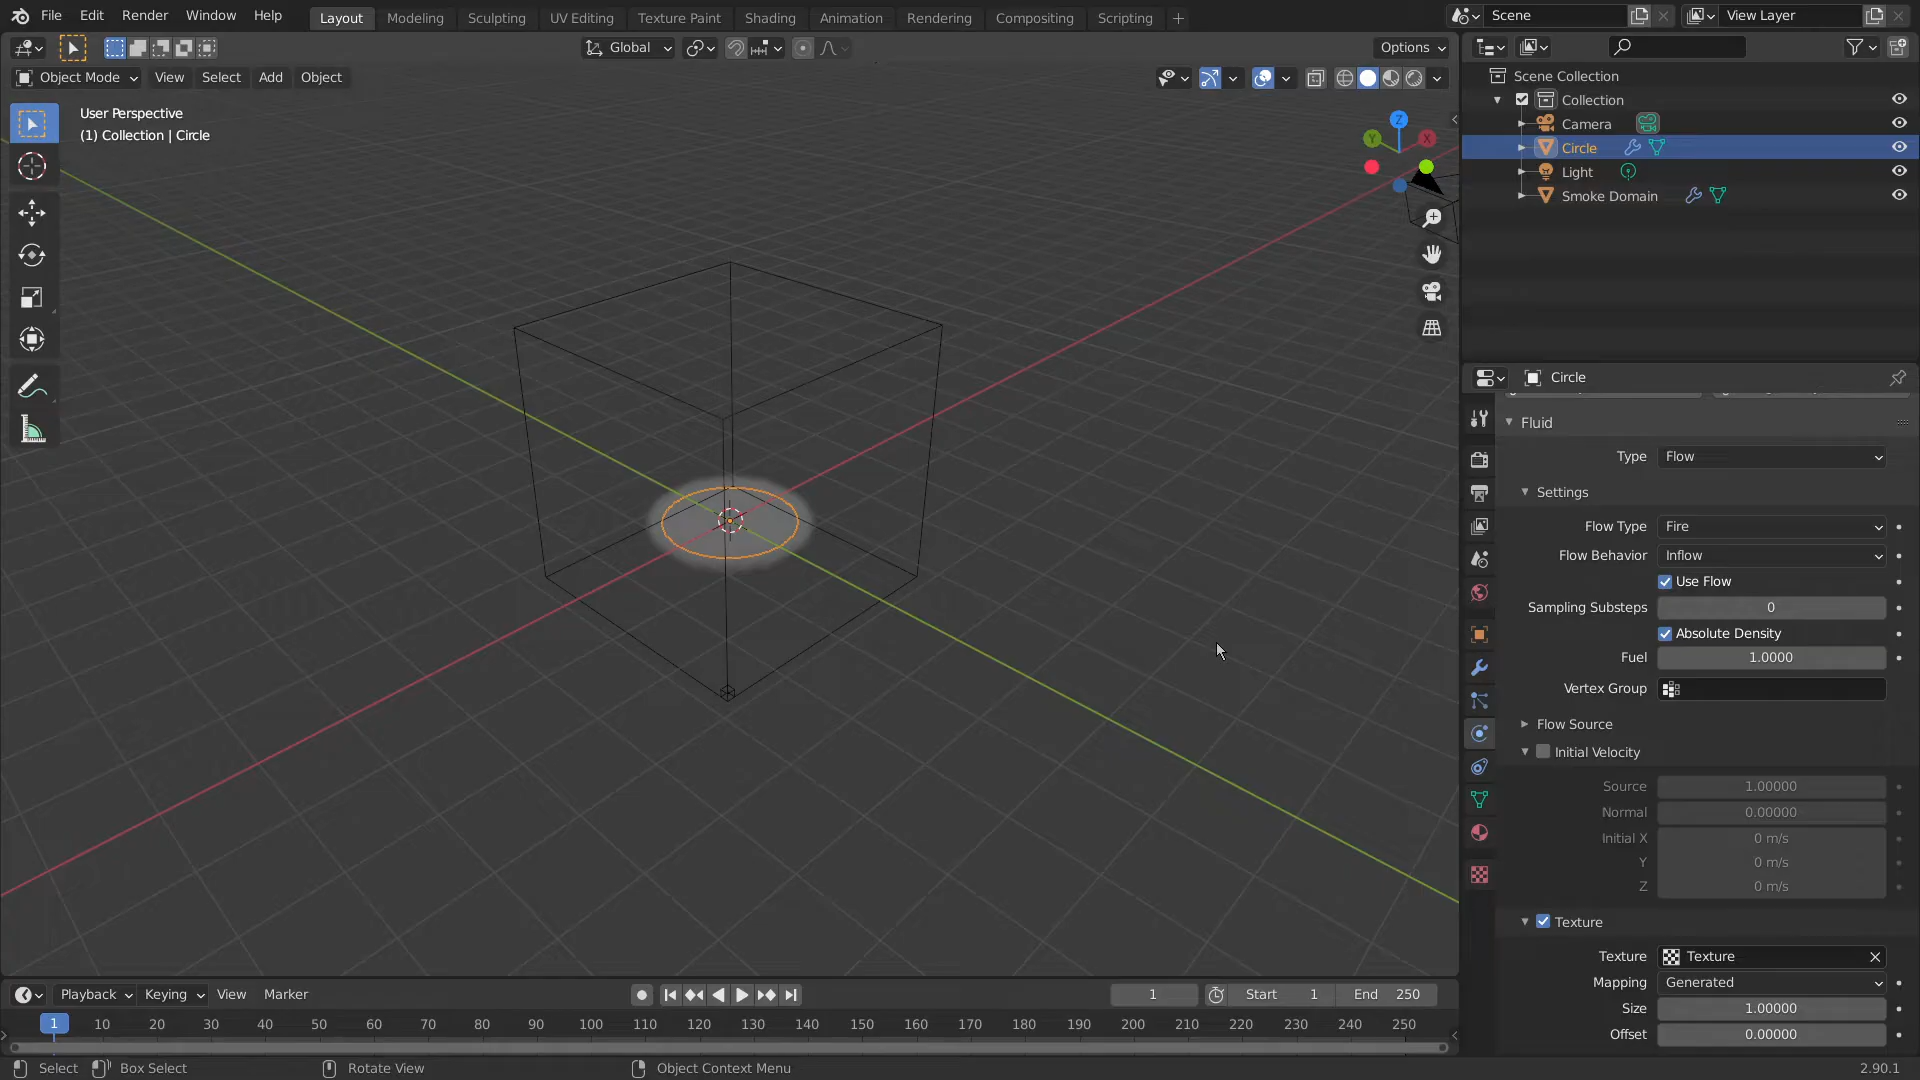 File Edit Render Window Help Layout Modeling Sculpting UV Editing Texture Paint Shading Animation Rendering Compositing Scripting Scene View Layer
Global Options
Object Mode View Select Add Object
User Perspective
(1) Collection | Circle
Z
Y
X
Scene Collection
Collection
Camera
Circle
Light
Smoke Domain
Circle
Fluid
Type Flow
Settings
Flow Type Fire
Flow Behavior Inflow
Use Flow
Sampling Substeps 0
Absolute Density
Fuel 1.0000
Vertex Group
Flow Source
Initial Velocity
Source 1.00000
Normal 0.00000
Initial X 0 m/s
Y 0 m/s
Z 0 m/s
Texture
Texture Texture
Mapping Generated
Size 1.00000
Offset 0.00000
Playback Keying View Marker 1 Start 1 End 250
1 10 20 30 40 50 60 70 80 90 100 110 120 130 140 150 160 170 180 190 200 210 220 230 240 250
Select Box Select Rotate View Object Context Menu 2.90.1